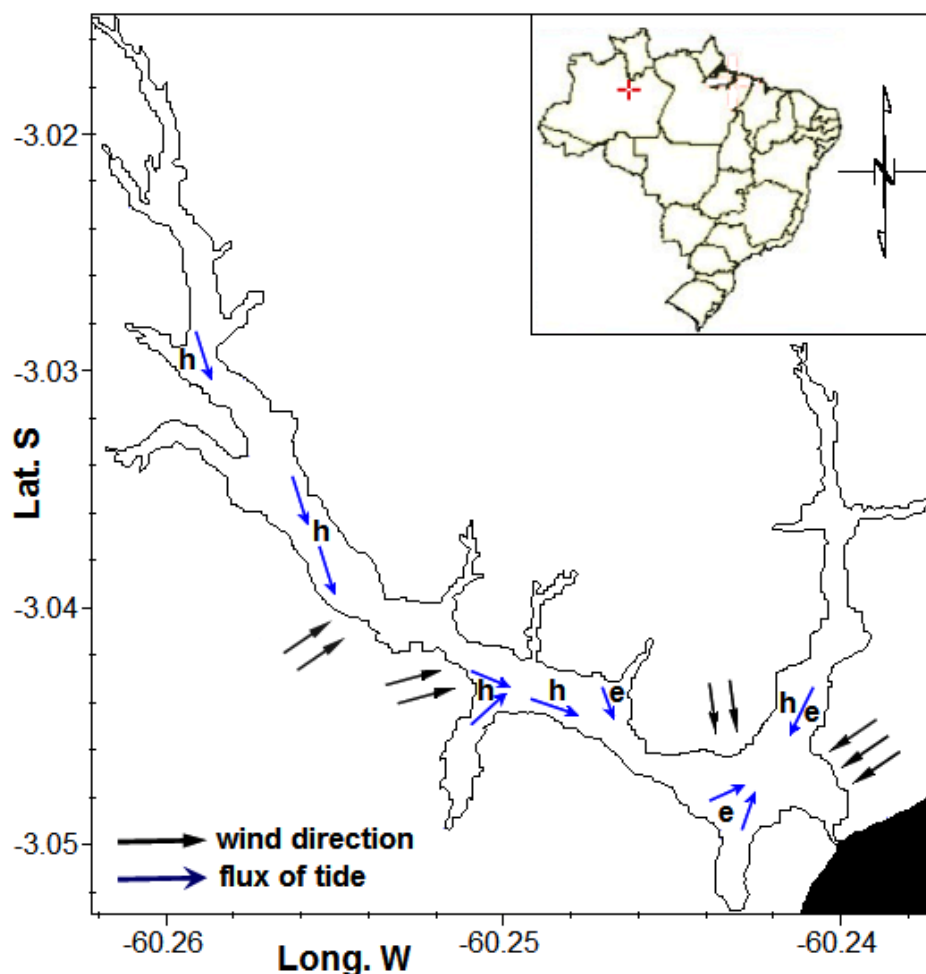 -3.02
-3.03
-3.04
-3.05
Lat. S
N
h
h
h
h
e
h
e
e
wind direction
flux of tide
-60.26
-60.25
-60.24
Long. W